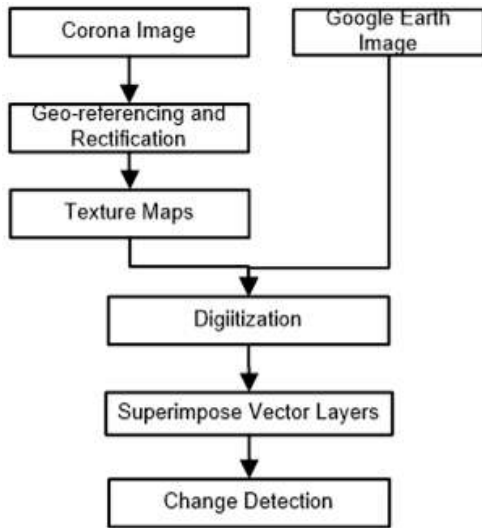 Corona Image
Google Earth
Image
Geo-referencing and
Rectification
Texture Maps
Digiitization
Superimpose Vector Layers
Change Detection